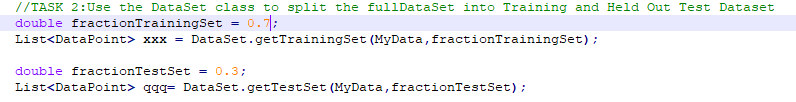 //TASK 2:Use the DataSet class to split the fullDataSet into Training and Held Out Test Dataset
double fractionTrainingSet = 0.7;
List<DataPoint> xxx = DataSet.getTrainingSet(MyData,fractionTrainingSet);
double fractionTestSet = 0.3;
List<DataPoint> qqq= DataSet.getTestSet(MyData,fractionTestSet);